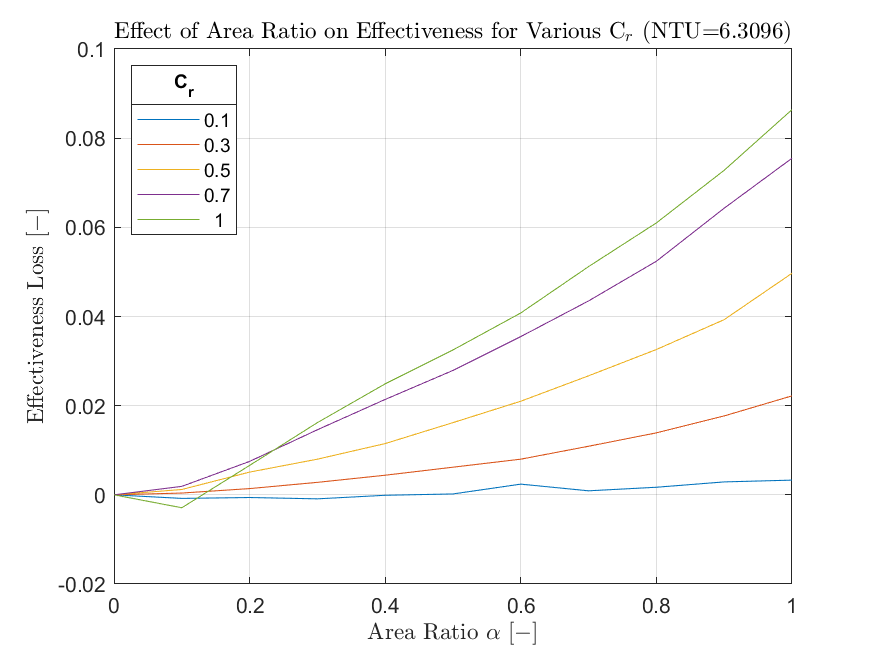 Effect of Area Ratio on Effectiveness for Various C_r (NTU=6.3096)
0.1
0.08
0.06
0.04
0.02
0
-0.02
Effectiveness Loss [−]
C_r
0.1
0.3
0.5
0.7
1
0 0.2 0.4 0.6 0.8 1
Area Ratio α [−]